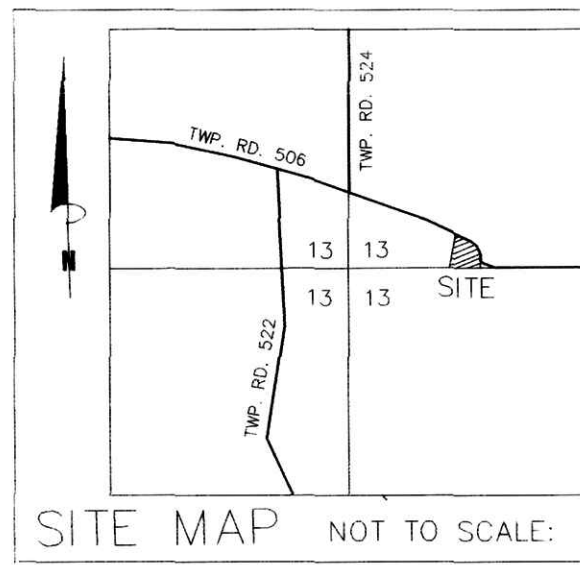 TWP. RD. 524
TWP. RD. 506
N
13 13
SITE
13 13
TWP. RD. 522
SITE MAP NOT TO SCALE: